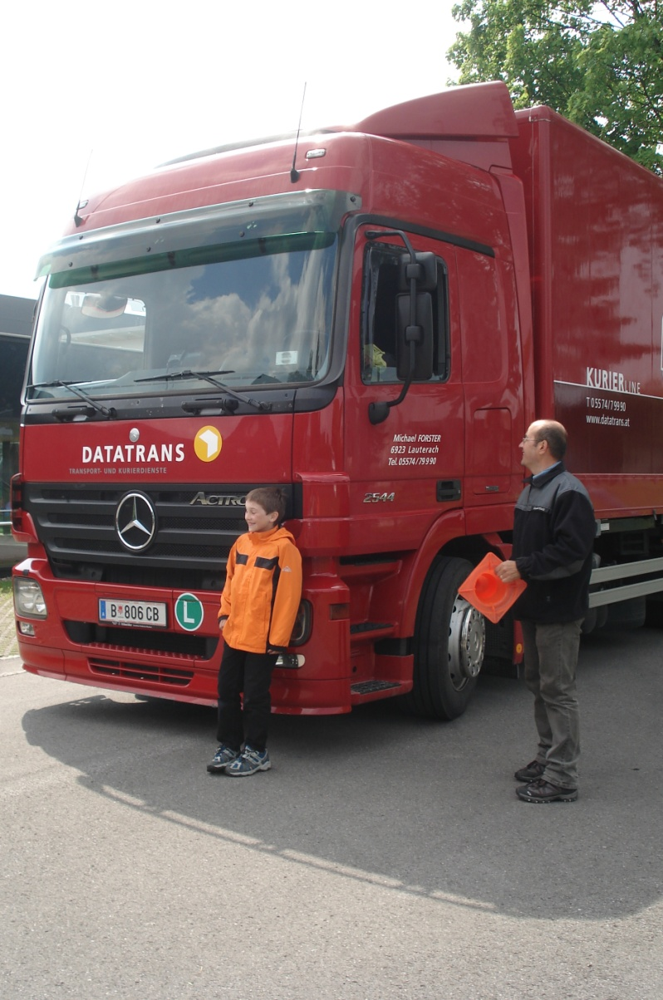 DATATRANS
TRANSPORT- UND KURIERDIENSTE
ACTRO
B 806 CB
L
Michael FORSTER
6923 Lauterach
Tel. 05574/79990
2544
KURIERLINE
T 05574/79990
www.datatrans.at